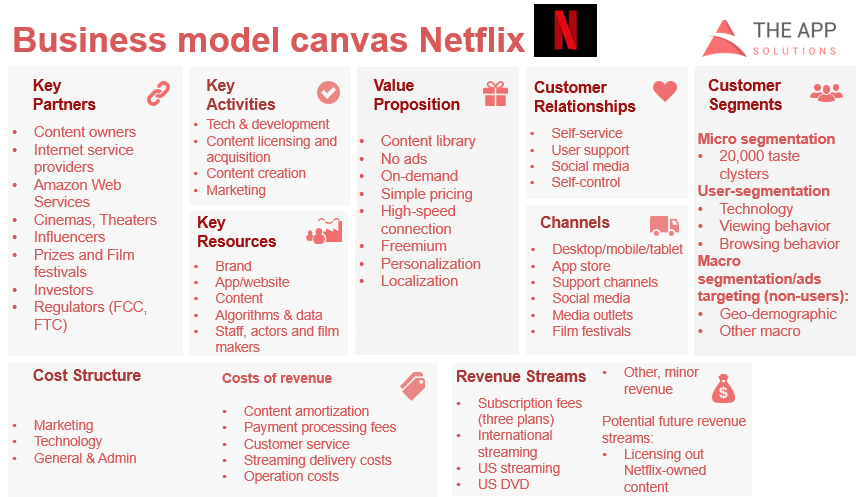 Business model canvas Netflix
N
THE APP
SOLUTIONS
Key
Partners
• Content owners
• Internet service
providers
• Amazon Web
Services
• Cinemas, Theaters
• Influencers
• Prizes and Film
festivals
• Investors
• Regulators (FCC,
FTC)
Key
Activities
• Tech & development
• Content licensing and
acquisition
• Content creation
• Marketing
Key
Resources
• Brand
• App/website
• Content
• Algorithms & data
• Staff, actors and film
makers
Value
Proposition
• Content library
• No ads
• On-demand
• Simple pricing
• High-speed
connection
• Freemium
• Personalization
• Localization
Customer
Relationships
• Self-service
• User support
• Social media
• Self-control
Channels
• Desktop/mobile/tablet
• App store
• Support channels
• Social media
• Media outlets
• Film festivals
Customer
Segments
Micro segmentation
• 20,000 taste
clysters
User-segmentation
• Technology
• Viewing behavior
• Browsing behavior
Macro
segmentation/ads
targeting (non-users):
• Geo-demographic
• Other macro
Cost Structure
• Marketing
• Technology
• General & Admin
Costs of revenue
• Content amortization
• Payment processing fees
• Customer service
• Streaming delivery costs
• Operation costs
Revenue Streams
• Subscription fees
(three plans)
• International
streaming
• US streaming
• US DVD
• Other, minor
revenue
$
Potential future revenue
streams:
• Licensing out
Netflix-owned
content